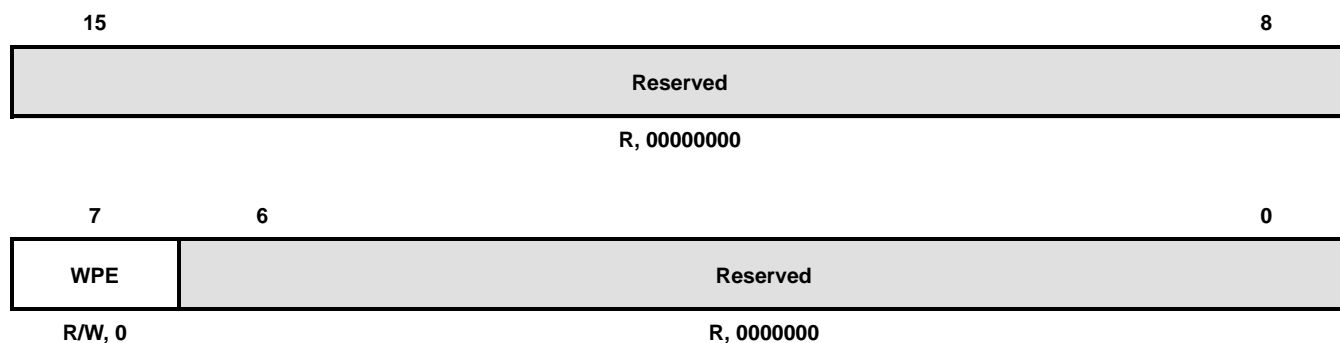 15 8
Reserved
R, 00000000
7 6 0
WPE Reserved
R/W, 0 R, 0000000